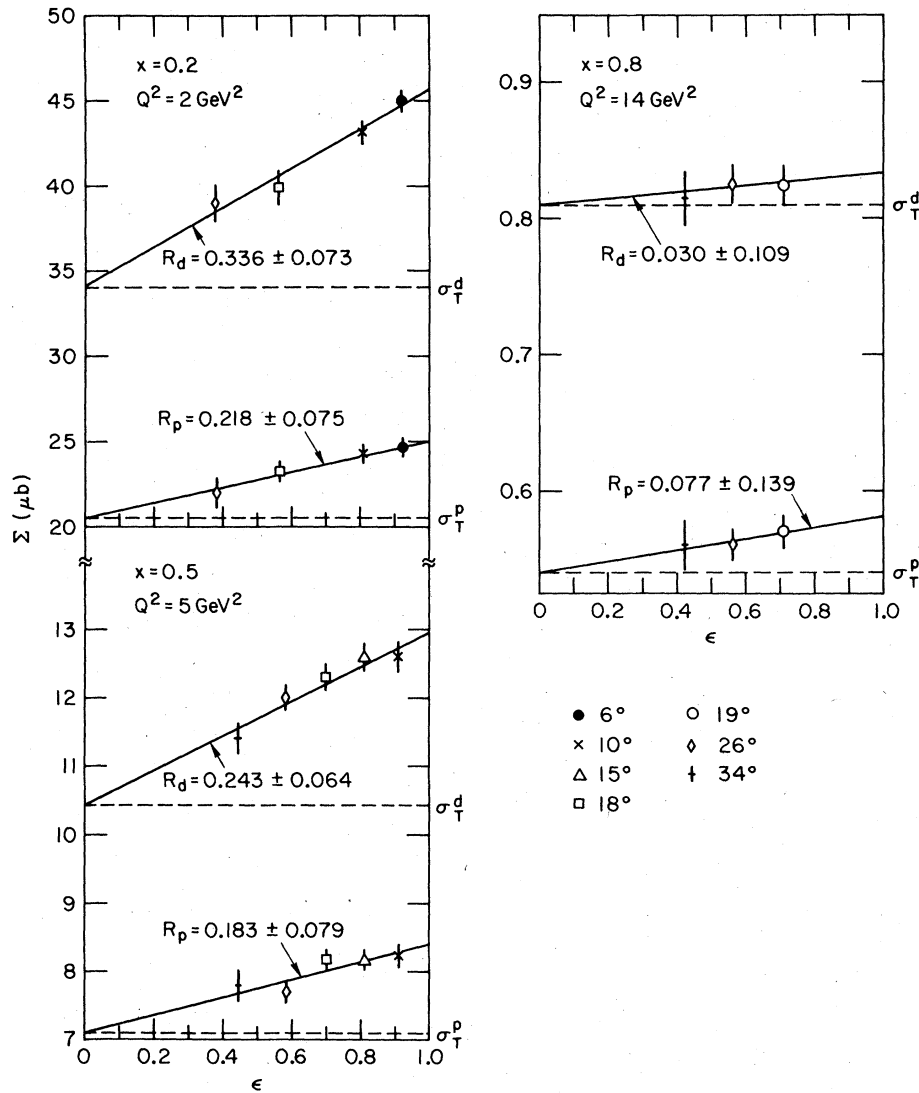 50
x = 0.2
Q² = 2 GeV²
45
40
R_d = 0.336 ± 0.073
35
σ_T^d
30
R_p = 0.218 ± 0.075
25
20
σ_T^p
Σ (μb)
≈
≈
x = 0.5
Q² = 5 GeV²
13
12
11
R_d = 0.243 ± 0.064
σ_T^d
10
9
R_p = 0.183 ± 0.079
8
7
σ_T^p
0 0.2 0.4 0.6 0.8 1.0
ϵ
x = 0.8
Q² = 14 GeV²
0.9
0.8
σ_T^d
R_d = 0.030 ± 0.109
0.7
R_p = 0.077 ± 0.139
0.6
σ_T^p
0 0.2 0.4 0.6 0.8 1.0
ϵ
6° 19°
10° 26°
15° 34°
18°